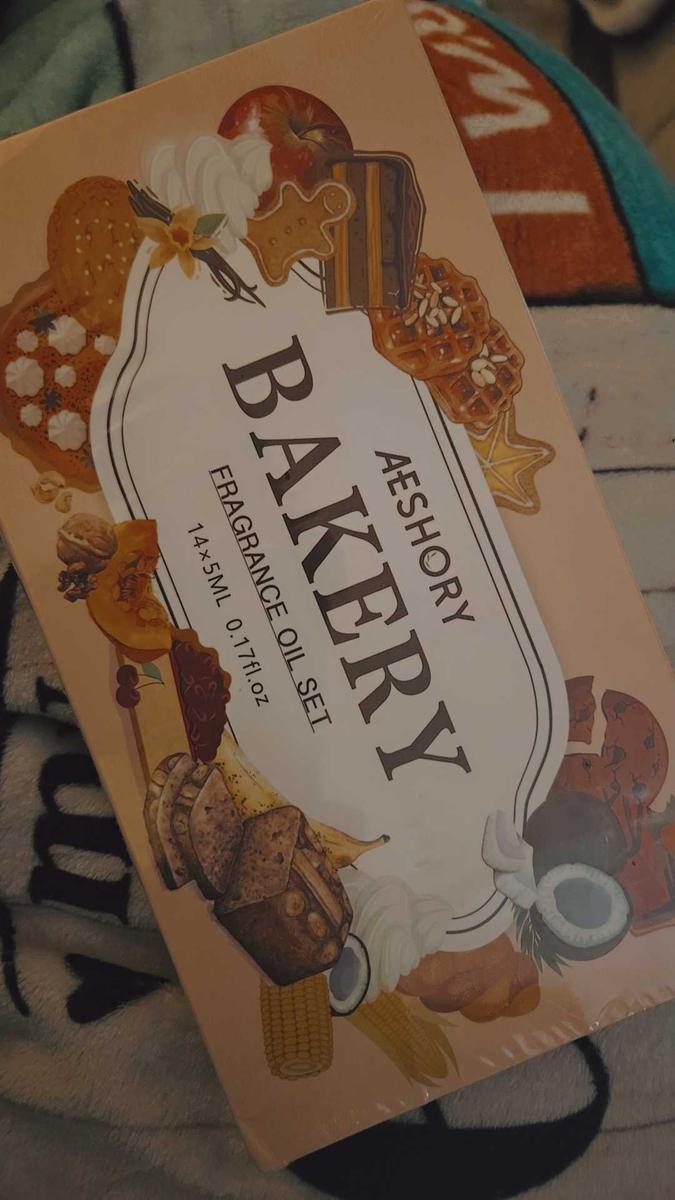 AESHORY
BAKERY
FRAGRANCE OIL SET
14×5ML 0.17fl.oz